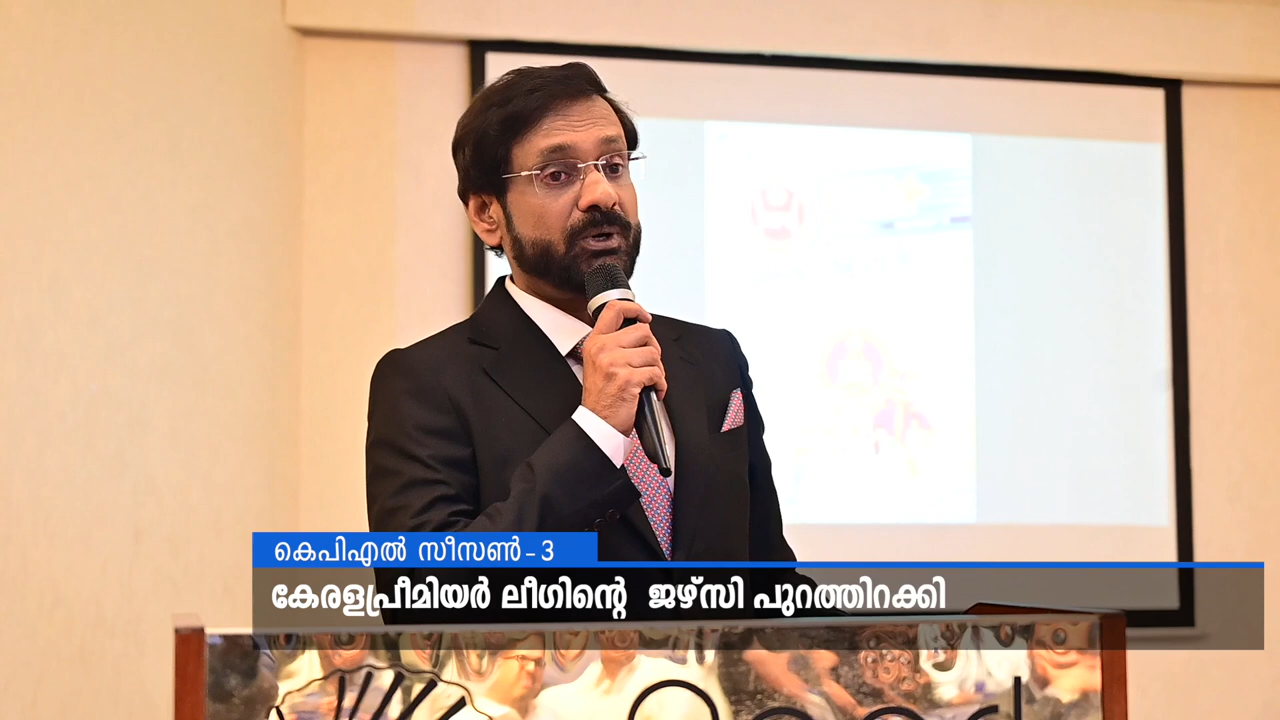 കെപിഎൽ സീസൺ-3
കേരളപ്രീമിയർ ലീഗിന്റെ ജഴ്സി പുറത്തിറക്കി